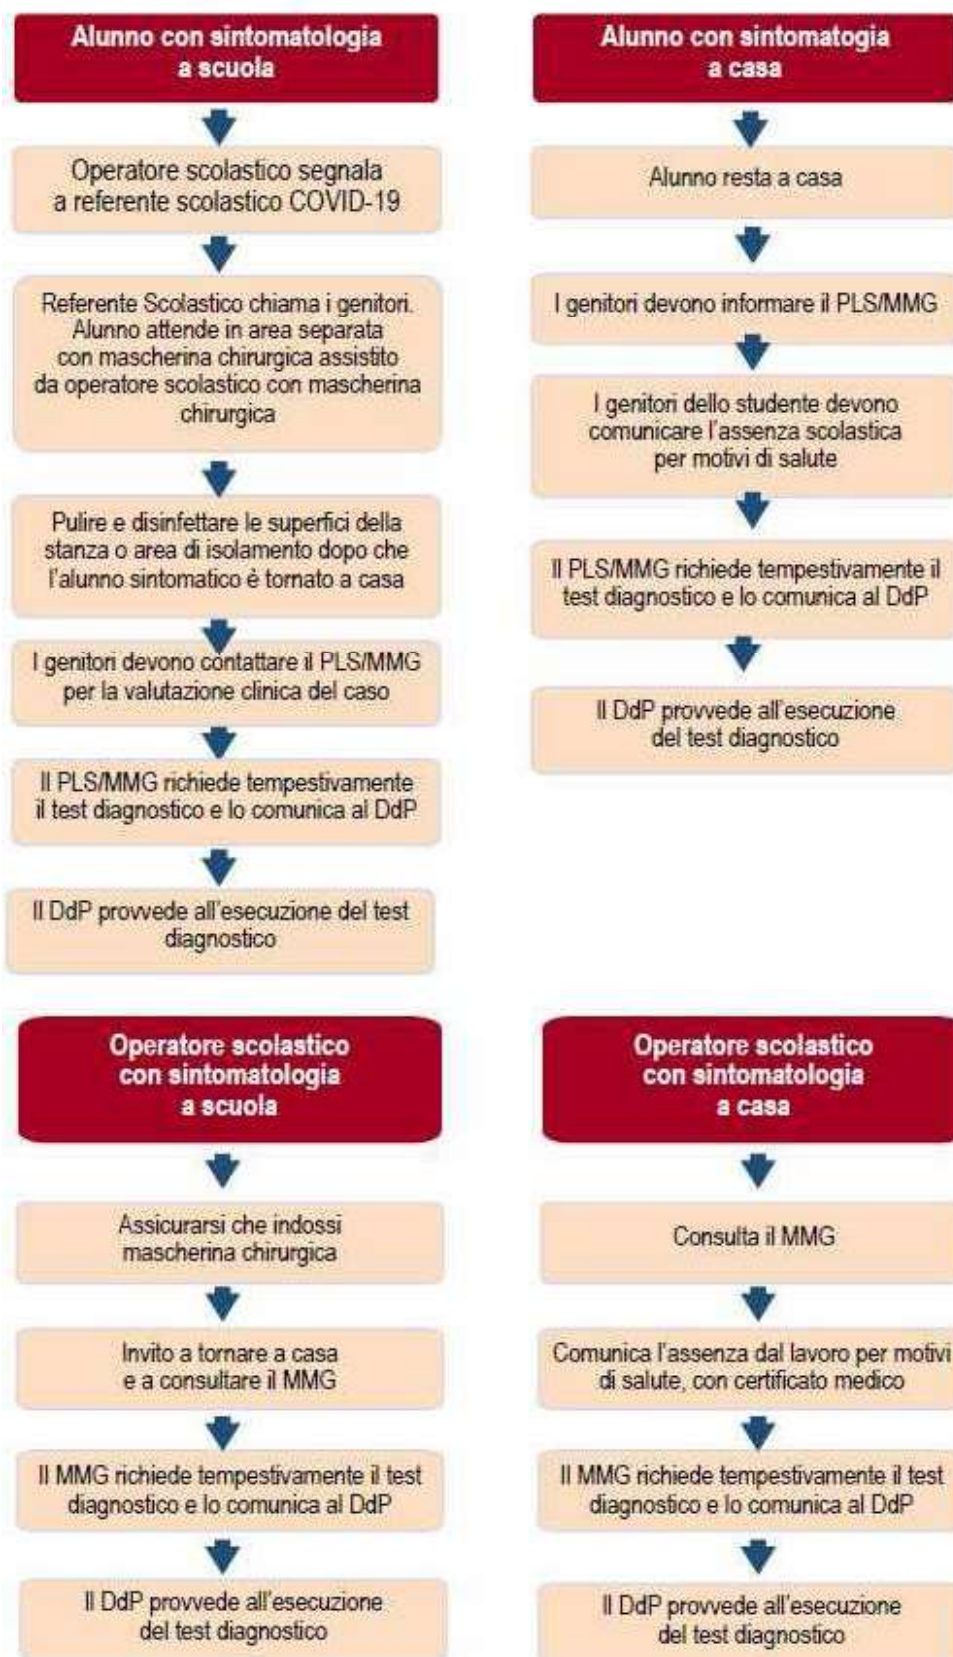 Alunno con sintomatologia
a scuola
Operatore scolastico segnala
a referente scolastico COVID-19
Referente Scolastico chiama i genitori.
Alunno attende in area separata
con mascherina chirurgica assistito
da operatore scolastico con mascherina
chirurgica
Pulire e disinfettare le superfici della
stanza o area di isolamento dopo che
l'alunno sintomatico è tornato a casa
I genitori devono contattare il PLS/MMG
per la valutazione clinica del caso
Il PLS/MMG richiede tempestivamente
il test diagnostico e lo comunica al DdP
Il DdP provvede all'esecuzione del test
diagnostico
Alunno con sintomatogia
a casa
Alunno resta a casa
I genitori devono informare il PLS/MMG
I genitori dello studente devono
comunicare l'assenza scolastica
per motivi di salute
Il PLS/MMG richiede tempestivamente il
test diagnostico e lo comunica al DdP
Il DdP provvede all'esecuzione
del test diagnostico
Operatore scolastico
con sintomatologia
a scuola
Assicurarsi che indossi
mascherina chirurgica
Invito a tornare a casa
e a consultare il MMG
Il MMG richiede tempestivamente il test
diagnostico e lo comunica al DdP
Il DdP provvede all'esecuzione
del test diagnostico
Operatore scolastico
con sintomatologia
a casa
Consulta il MMG
Comunica l'assenza dal lavoro per motivi
di salute, con certificato medico
Il MMG richiede tempestivamente il test
diagnostico e lo comunica al DdP
Il DdP provvede all'esecuzione
del test diagnostico